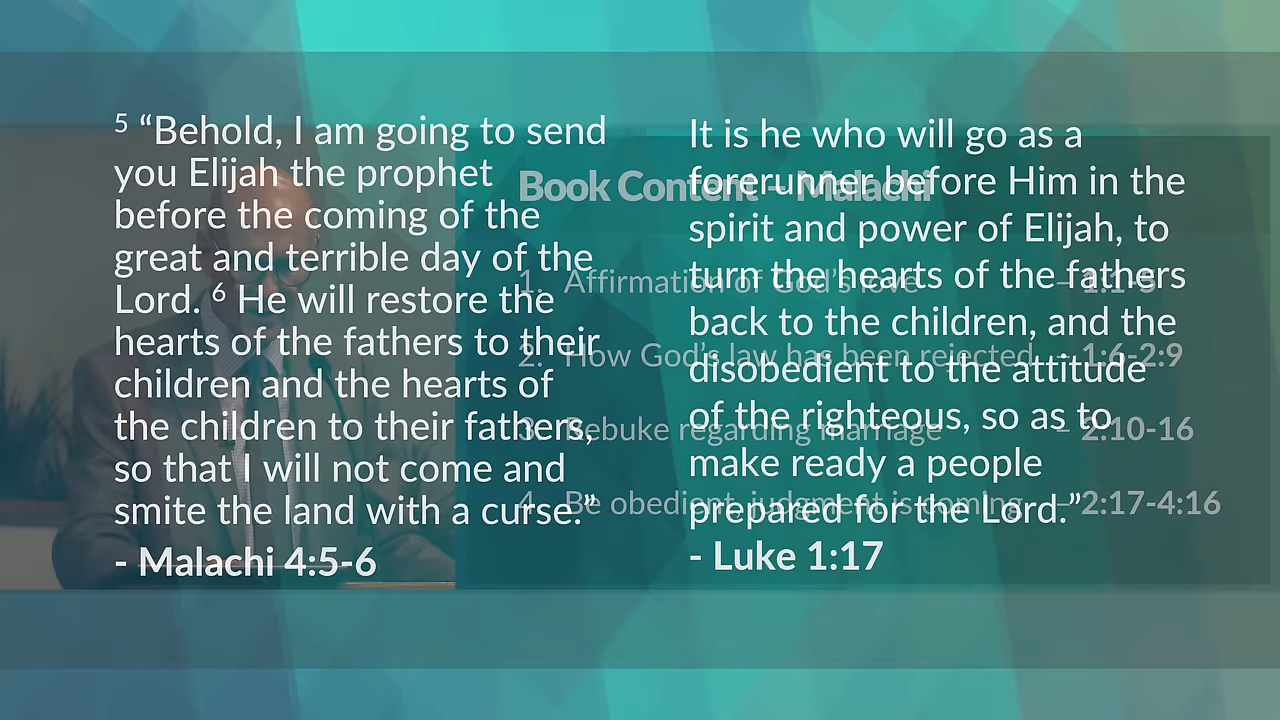 5 “Behold, I am going to send
you Elijah the prophet
before the coming of the
great and terrible day of the
Lord. 6 He will restore the
hearts of the fathers to their
children and the hearts of
the children to their fathers,
so that I will not come and
smite the land with a curse.”
- Malachi 4:5-6
It is he who will go as a
forerunner before Him in the
spirit and power of Elijah, to
turn the hearts of the fathers
back to the children, and the
disobedient to the attitude
of the righteous, so as to
make ready a people
prepared for the Lord.”
- Luke 1:17
Book Content – Malachi
1. Affirmation of God’s love – 1:1-5
2. How God’s law has been rejected – 1:6-2:9
3. Rebuke regarding marriage – 2:10-16
4. Be obedient, judgment is coming – 2:17-4:16